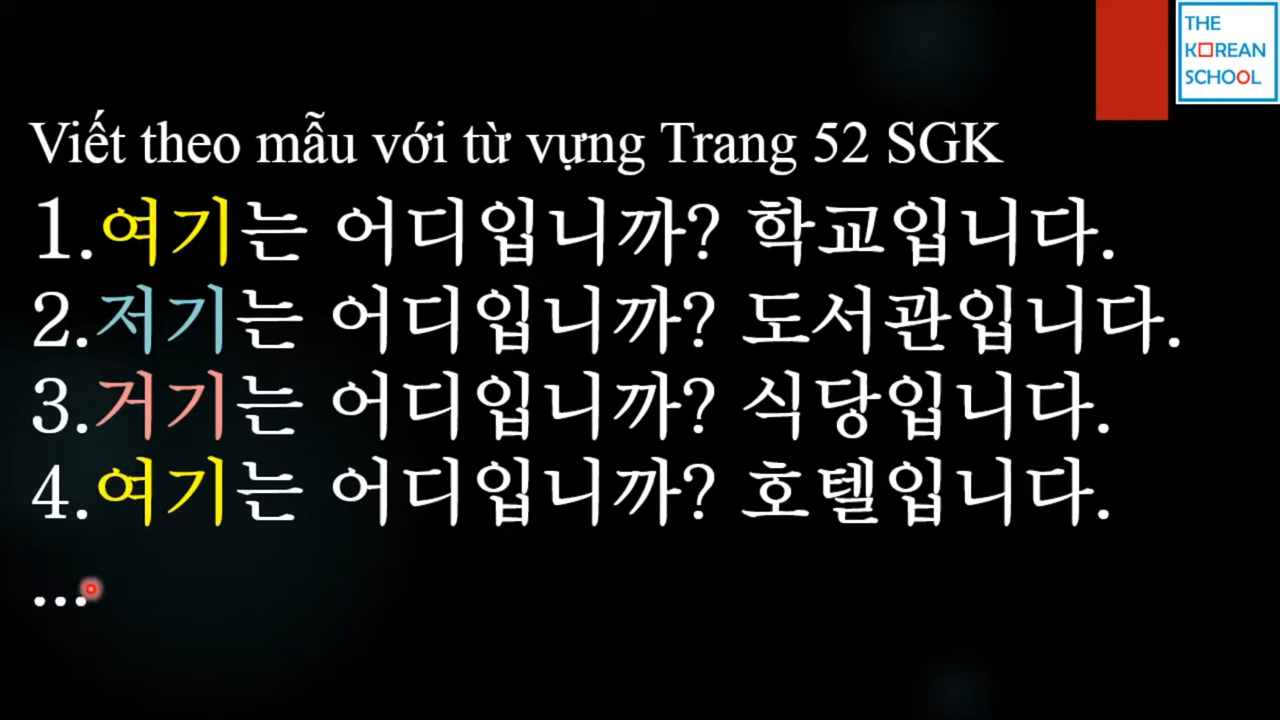 THE
KOREAN
SCHOOL
Viết theo mẫu với từ vựng Trang 52 SGK
1.여기는 어디입니까? 학교입니다.
2.저기는 어디입니까? 도서관입니다.
3.거기는 어디입니까? 식당입니다.
4.여기는 어디입니까? 호텔입니다.
...